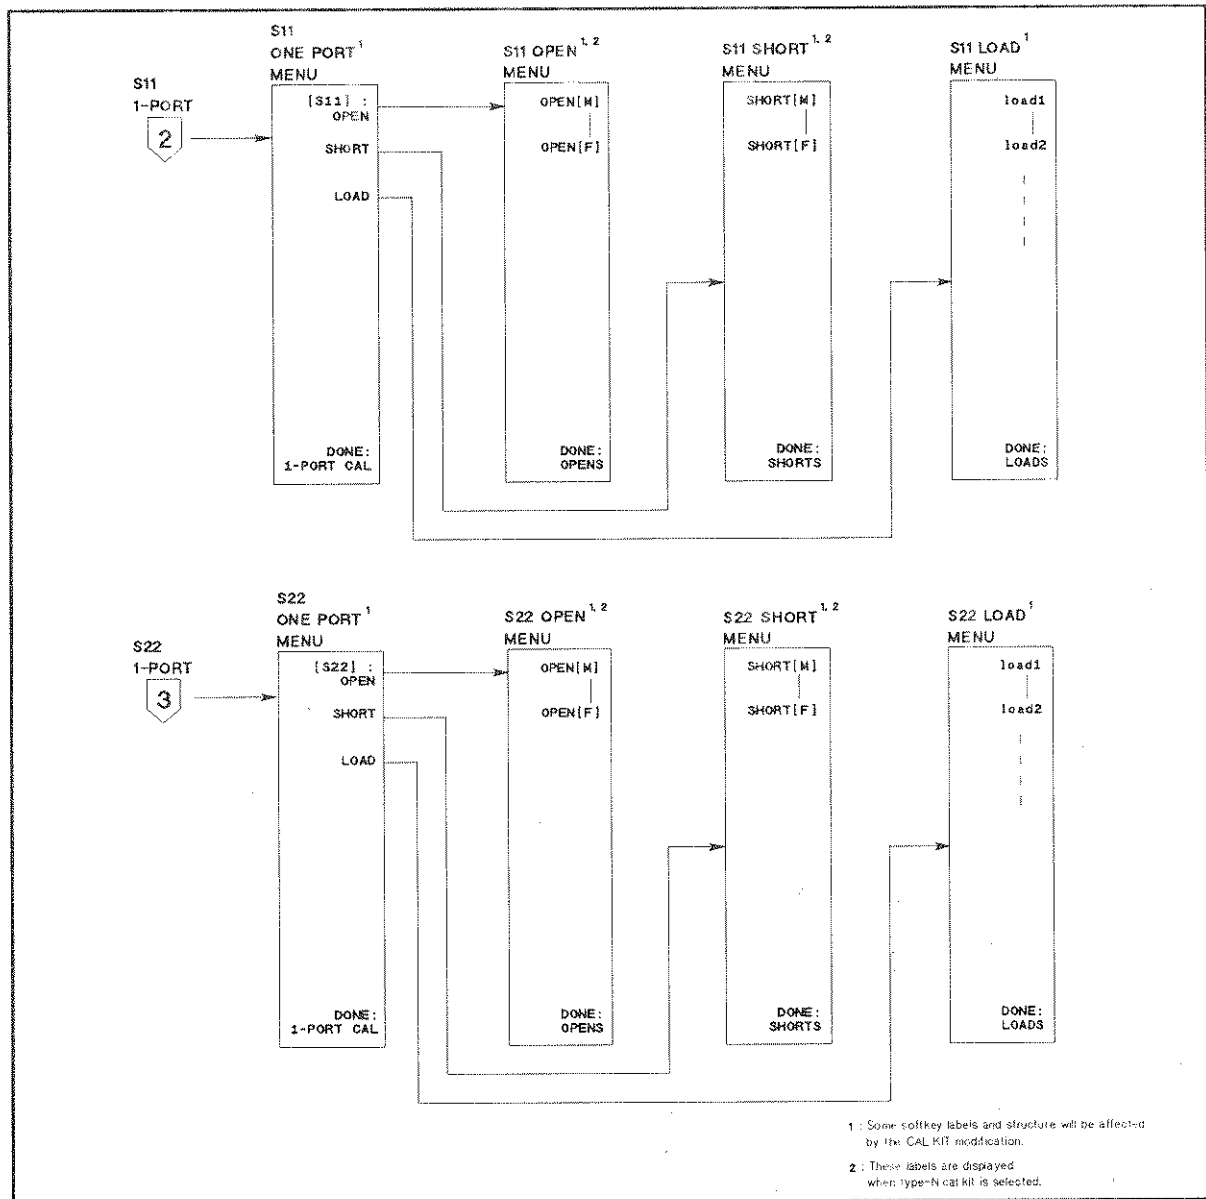 S11
1-PORT
2
S11
ONE PORT 1
MENU
[S11] :
OPEN
SHORT
LOAD
DONE:
1-PORT CAL
S11 OPEN 1, 2
MENU
OPEN[M]
OPEN[F]
DONE:
OPENS
S11 SHORT 1, 2
MENU
SHORT[M]
SHORT[F]
DONE:
SHORTS
S11 LOAD 1
MENU
load1
load2
DONE:
LOADS
S22
1-PORT
3
S22
ONE PORT 1
MENU
[S22] :
OPEN
SHORT
LOAD
DONE:
1-PORT CAL
S22 OPEN 1, 2
MENU
OPEN[M]
OPEN[F]
DONE:
OPENS
S22 SHORT 1, 2
MENU
SHORT[M]
SHORT[F]
DONE:
SHORTS
S22 LOAD 1
MENU
load1
load2
DONE:
LOADS
1 : Some softkey labels and structure will be affected
by the CAL KIT modification.
2 : These labels are displayed
when type-N cal kit is selected.